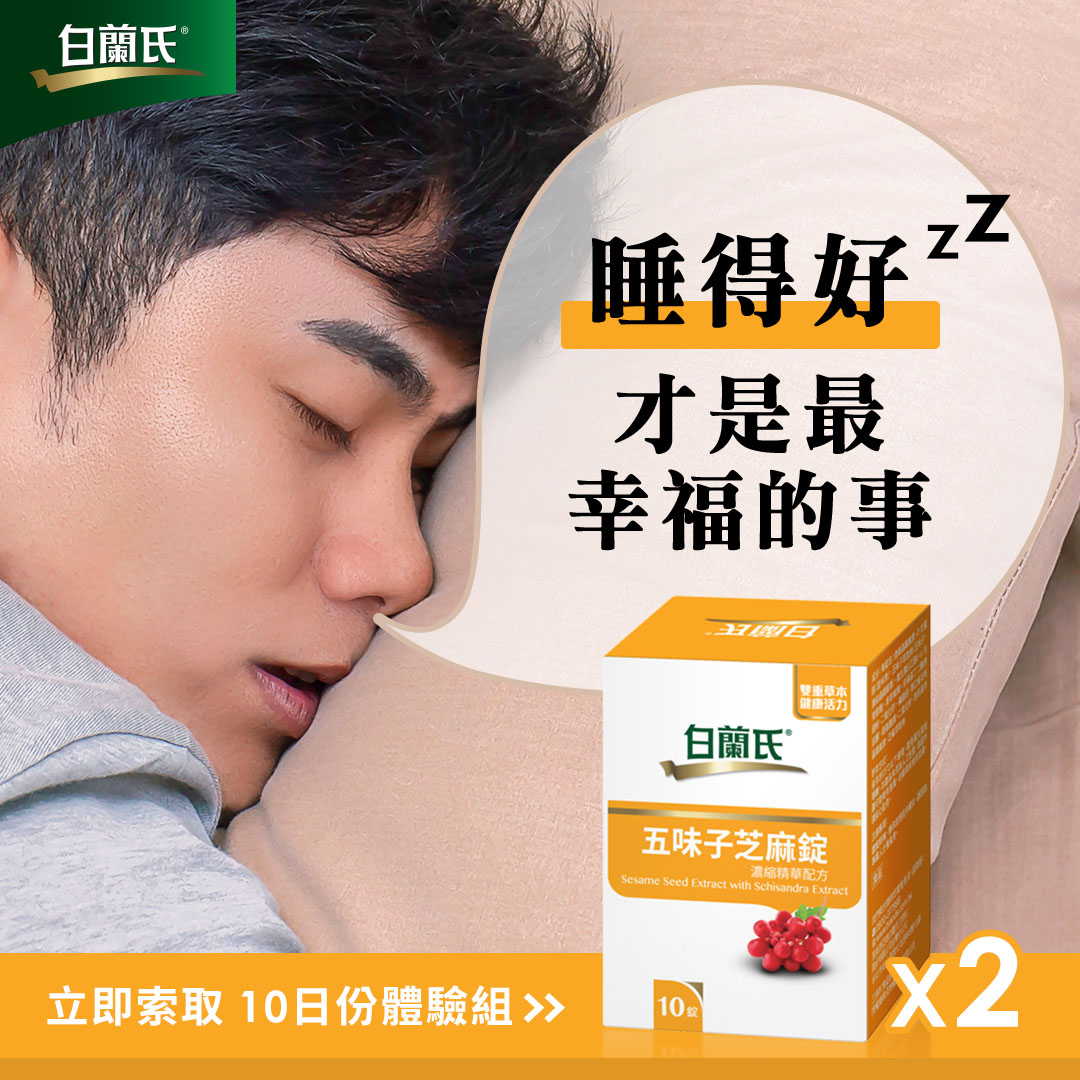 白蘭氏®
睡得好 zZ
才是最
幸福的事
白蘭氏®
雙重草本
健康活力
白蘭氏®
五味子芝麻錠
濃縮精華配方
Sesame Seed Extract with Schisandra Extract
10錠
x2
立即索取 10日份體驗組 >>